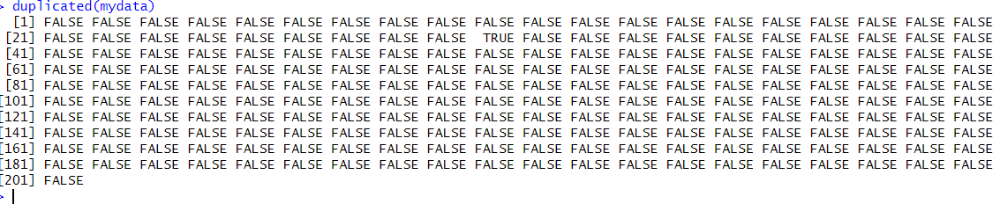 > duplicated(mydata)
[1] FALSE FALSE FALSE FALSE FALSE FALSE FALSE FALSE FALSE FALSE FALSE FALSE FALSE FALSE FALSE FALSE FALSE FALSE FALSE FALSE
[21] FALSE FALSE FALSE FALSE FALSE FALSE FALSE FALSE FALSE TRUE FALSE FALSE FALSE FALSE FALSE FALSE FALSE FALSE FALSE FALSE
[41] FALSE FALSE FALSE FALSE FALSE FALSE FALSE FALSE FALSE FALSE FALSE FALSE FALSE FALSE FALSE FALSE FALSE FALSE FALSE FALSE
[61] FALSE FALSE FALSE FALSE FALSE FALSE FALSE FALSE FALSE FALSE FALSE FALSE FALSE FALSE FALSE FALSE FALSE FALSE FALSE FALSE
[81] FALSE FALSE FALSE FALSE FALSE FALSE FALSE FALSE FALSE FALSE FALSE FALSE FALSE FALSE FALSE FALSE FALSE FALSE FALSE FALSE
[101] FALSE FALSE FALSE FALSE FALSE FALSE FALSE FALSE FALSE FALSE FALSE FALSE FALSE FALSE FALSE FALSE FALSE FALSE FALSE FALSE
[121] FALSE FALSE FALSE FALSE FALSE FALSE FALSE FALSE FALSE FALSE FALSE FALSE FALSE FALSE FALSE FALSE FALSE FALSE FALSE FALSE
[141] FALSE FALSE FALSE FALSE FALSE FALSE FALSE FALSE FALSE FALSE FALSE FALSE FALSE FALSE FALSE FALSE FALSE FALSE FALSE FALSE
[161] FALSE FALSE FALSE FALSE FALSE FALSE FALSE FALSE FALSE FALSE FALSE FALSE FALSE FALSE FALSE FALSE FALSE FALSE FALSE FALSE
[181] FALSE FALSE FALSE FALSE FALSE FALSE FALSE FALSE FALSE FALSE FALSE FALSE FALSE FALSE FALSE FALSE FALSE FALSE FALSE FALSE
[201] FALSE
>